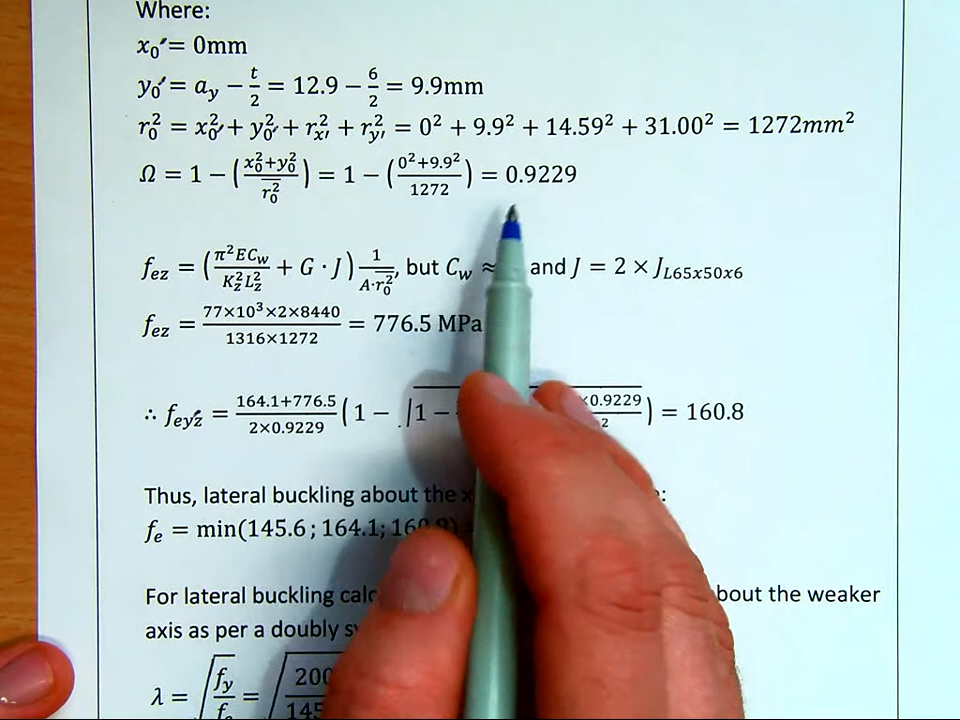 Where:
x₀′ = 0mm
y₀′ = a_y − t/2 = 12.9 − 6/2 = 9.9mm
r₀² = x₀′² + y₀′² + r_x′² + r_y′² = 0² + 9.9² + 14.59² + 31.00² = 1272mm²
Ω = 1 − ((x₀² + y₀²)/r₀²) = 1 − ((0² + 9.9²)/1272) = 0.9229
f_ez = (π²EC_w/K_z²L_z² + G · J) 1/(A·r₀²), but C_w ≈ and J = 2 × J_L65x50x6
f_ez = (77×10³×2×8440)/(1316×1272) = 776.5 MPa
∴ f_eyz = (164.1+776.5)/(2×0.9229) (1 − √(1 − ×0.9229/2)) = 160.8
Thus, lateral buckling about the x :
f_e = min(145.6 ; 164.1; 160.8)
For lateral buckling calc bout the weaker
axis as per a doubly sy
λ = √(f_y/f_e) = √(200/145